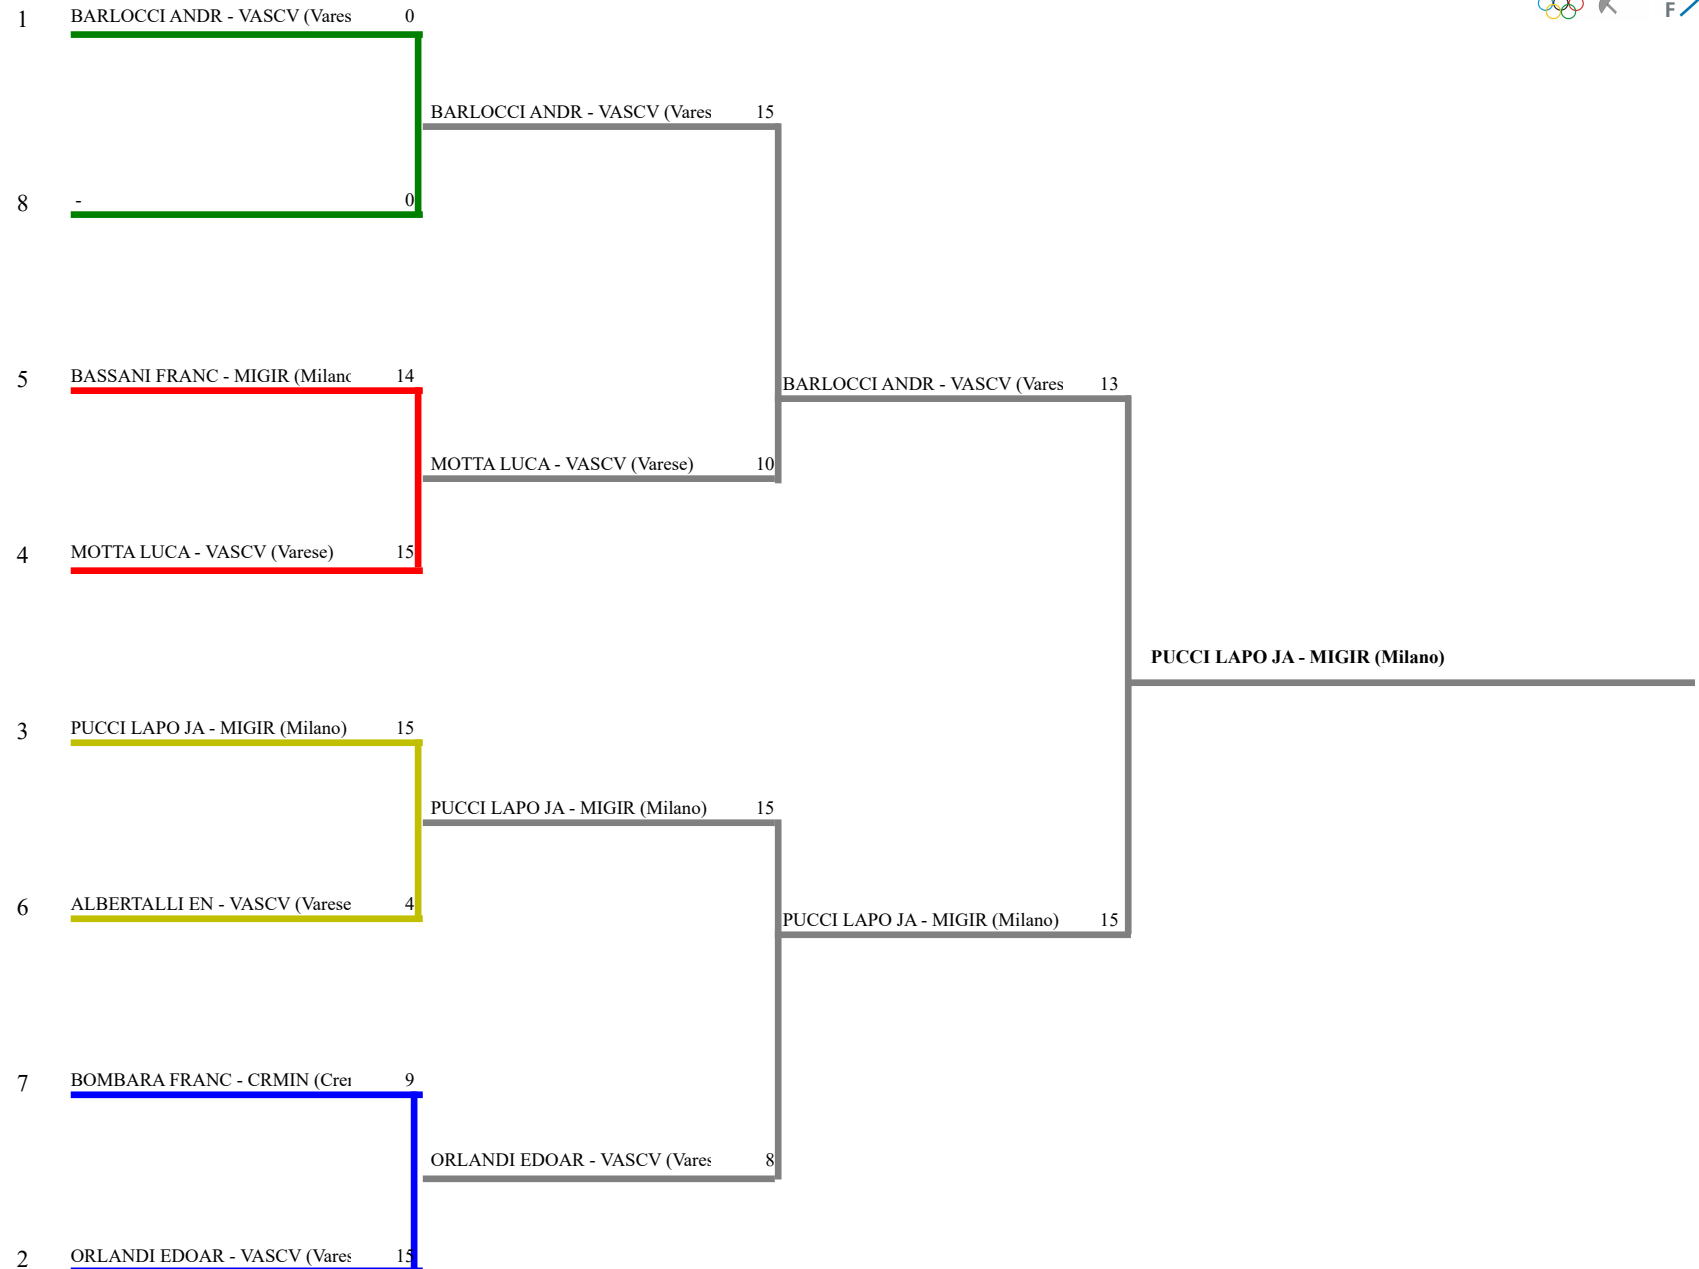 1 BARLOCCI ANDR - VASCV (Vares 0
F
BARLOCCI ANDR - VASCV (Vares 15
8 - 0
5 BASSANI FRANC - MIGIR (Milano 14
BARLOCCI ANDR - VASCV (Vares 13
MOTTA LUCA - VASCV (Varese) 10
4 MOTTA LUCA - VASCV (Varese) 15
PUCCI LAPO JA - MIGIR (Milano)
3 PUCCI LAPO JA - MIGIR (Milano) 15
PUCCI LAPO JA - MIGIR (Milano) 15
6 ALBERTALLI EN - VASCV (Varese 4
PUCCI LAPO JA - MIGIR (Milano) 15
7 BOMBARA FRANC - CRMIN (Crem 9
ORLANDI EDOAR - VASCV (Vares 8
2 ORLANDI EDOAR - VASCV (Vares 15